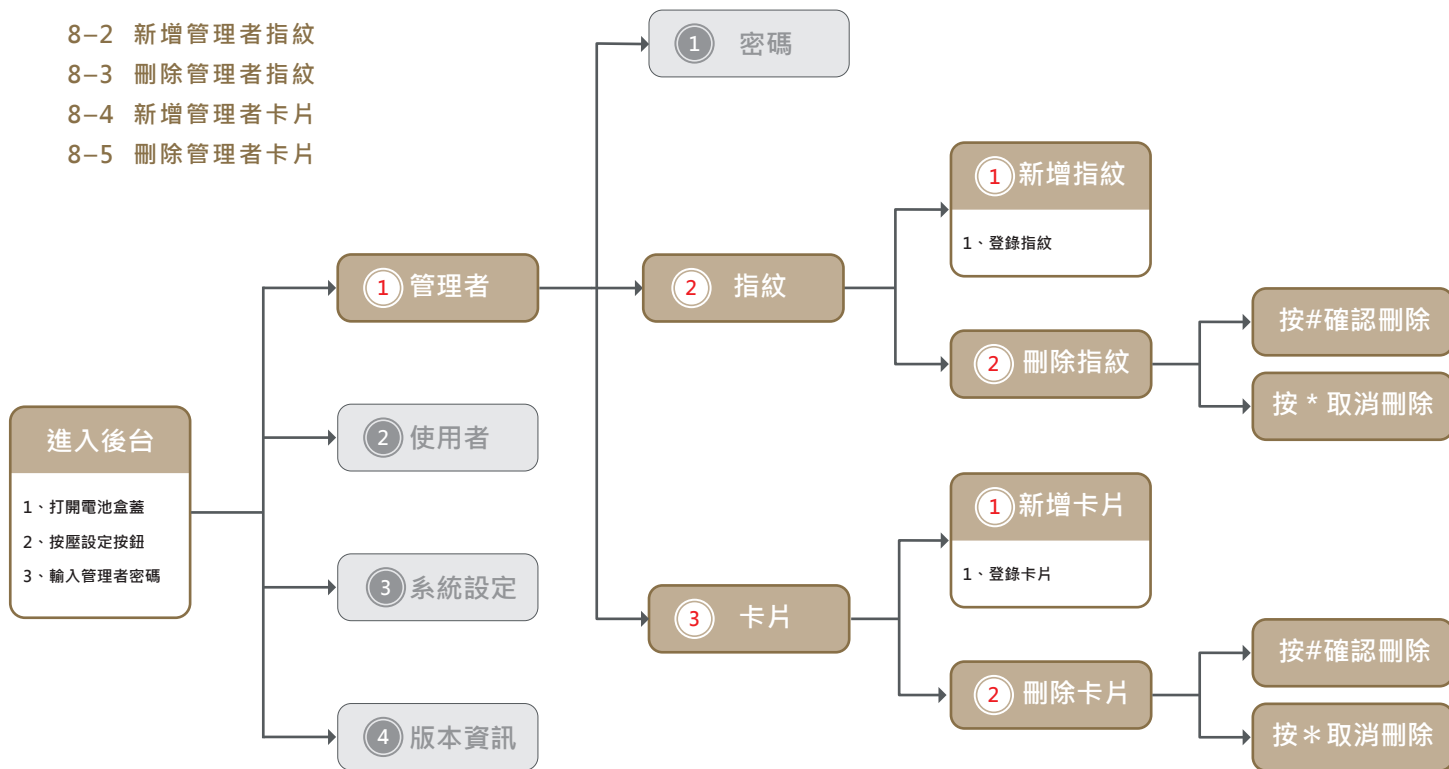 8–2 新增管理者指紋
8–3 刪除管理者指紋
8–4 新增管理者卡片
8–5 刪除管理者卡片
進入後台
1、打開電池盒蓋
2、按壓設定按鈕
3、輸入管理者密碼
1 管理者
2 使用者
3 系統設定
4 版本資訊
1 密碼
2 指紋
3 卡片
1 新增指紋
1、登錄指紋
2 刪除指紋
按#確認刪除
按 * 取消刪除
1 新增卡片
1、登錄卡片
2 刪除卡片
按#確認刪除
按＊取消刪除